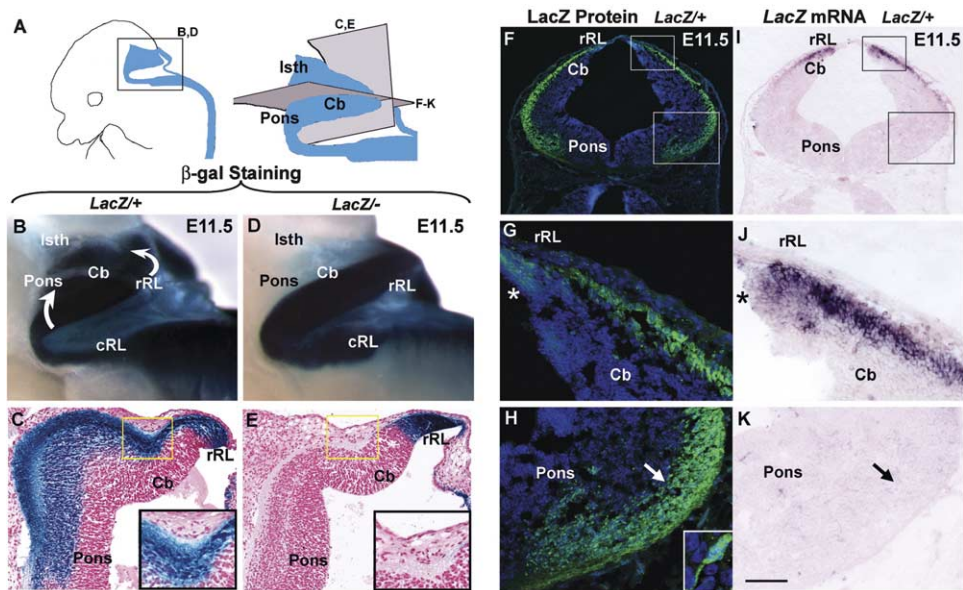 A
B,D
C,E
Isth
Cb
Pons
F-K
β-gal Staining
LacZ/+
LacZ/-
B
E11.5
Isth
Cb
Pons
rRL
cRL
D
E11.5
Isth
Cb
Pons
rRL
cRL
C
rRL
Cb
Pons
E
rRL
Cb
Pons
LacZ Protein
LacZ/+
LacZ mRNA
LacZ/+
F
rRL
E11.5
Cb
Pons
I
rRL
E11.5
Cb
Pons
G
rRL
*
Cb
J
rRL
*
Cb
H
Pons
K
Pons